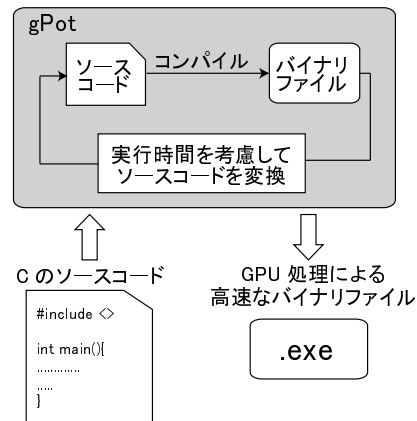 gPot
ソース
コード
コンパイル
バイナリ
ファイル
実行時間を考慮して
ソースコードを変換
Cのソースコード
GPU 処理による
高速なバイナリファイル
#include <>
int main(){
.............
.....
}
.exe